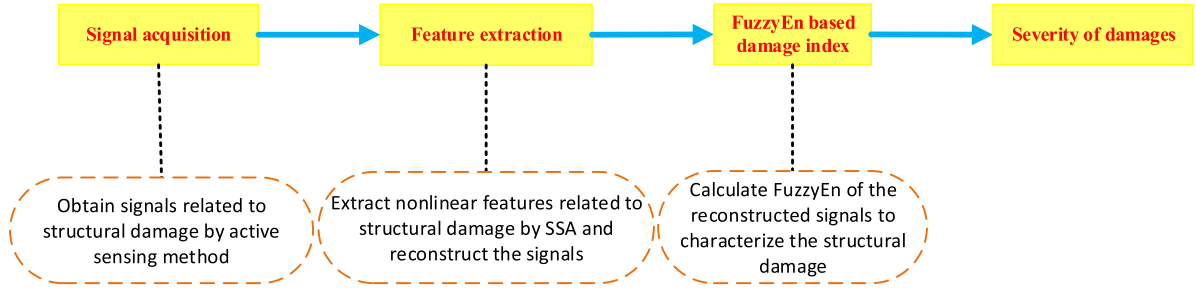 Signal acquisition
Feature extraction
FuzzyEn based
damage index
Severity of damages
Obtain signals related to
structural damage by active
sensing method
Extract nonlinear features related to
structural damage by SSA and
reconstruct the signals
Calculate FuzzyEn of the
reconstructed signals to
characterize the structural
damage